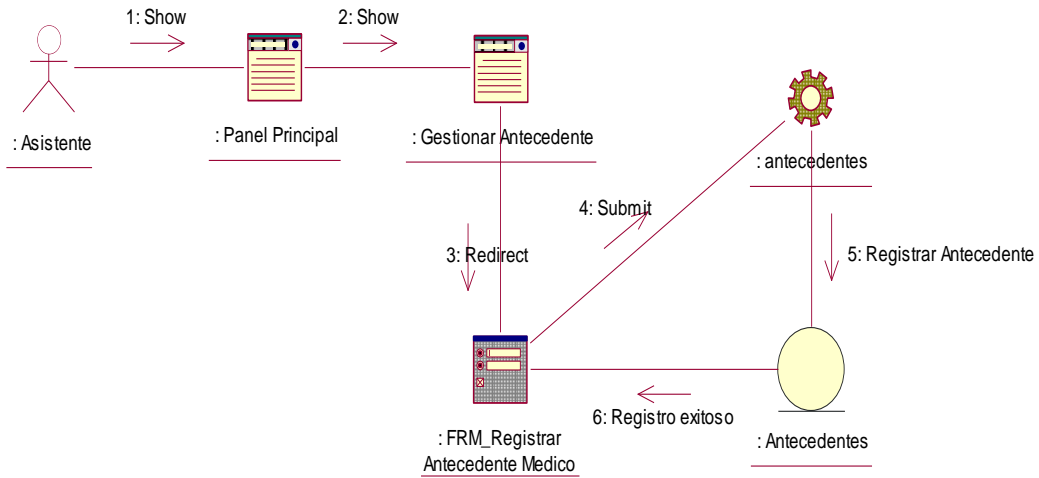 1: Show
2: Show
: Asistente
: Panel Principal
: Gestionar Antecedente
: antecedentes
4: Submit
3: Redirect
5: Registrar Antecedente
6: Registro exitoso
: FRM_Registrar
Antecedente Medico
: Antecedentes